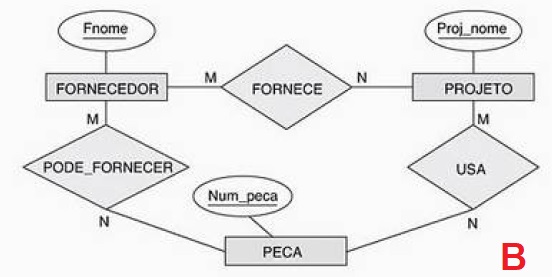 Fnome
Proj_nome
FORNECEDOR
M
FORNECE
N
PROJETO
M
M
PODE_FORNECER
USA
Num_peca
N
N
PECA
B